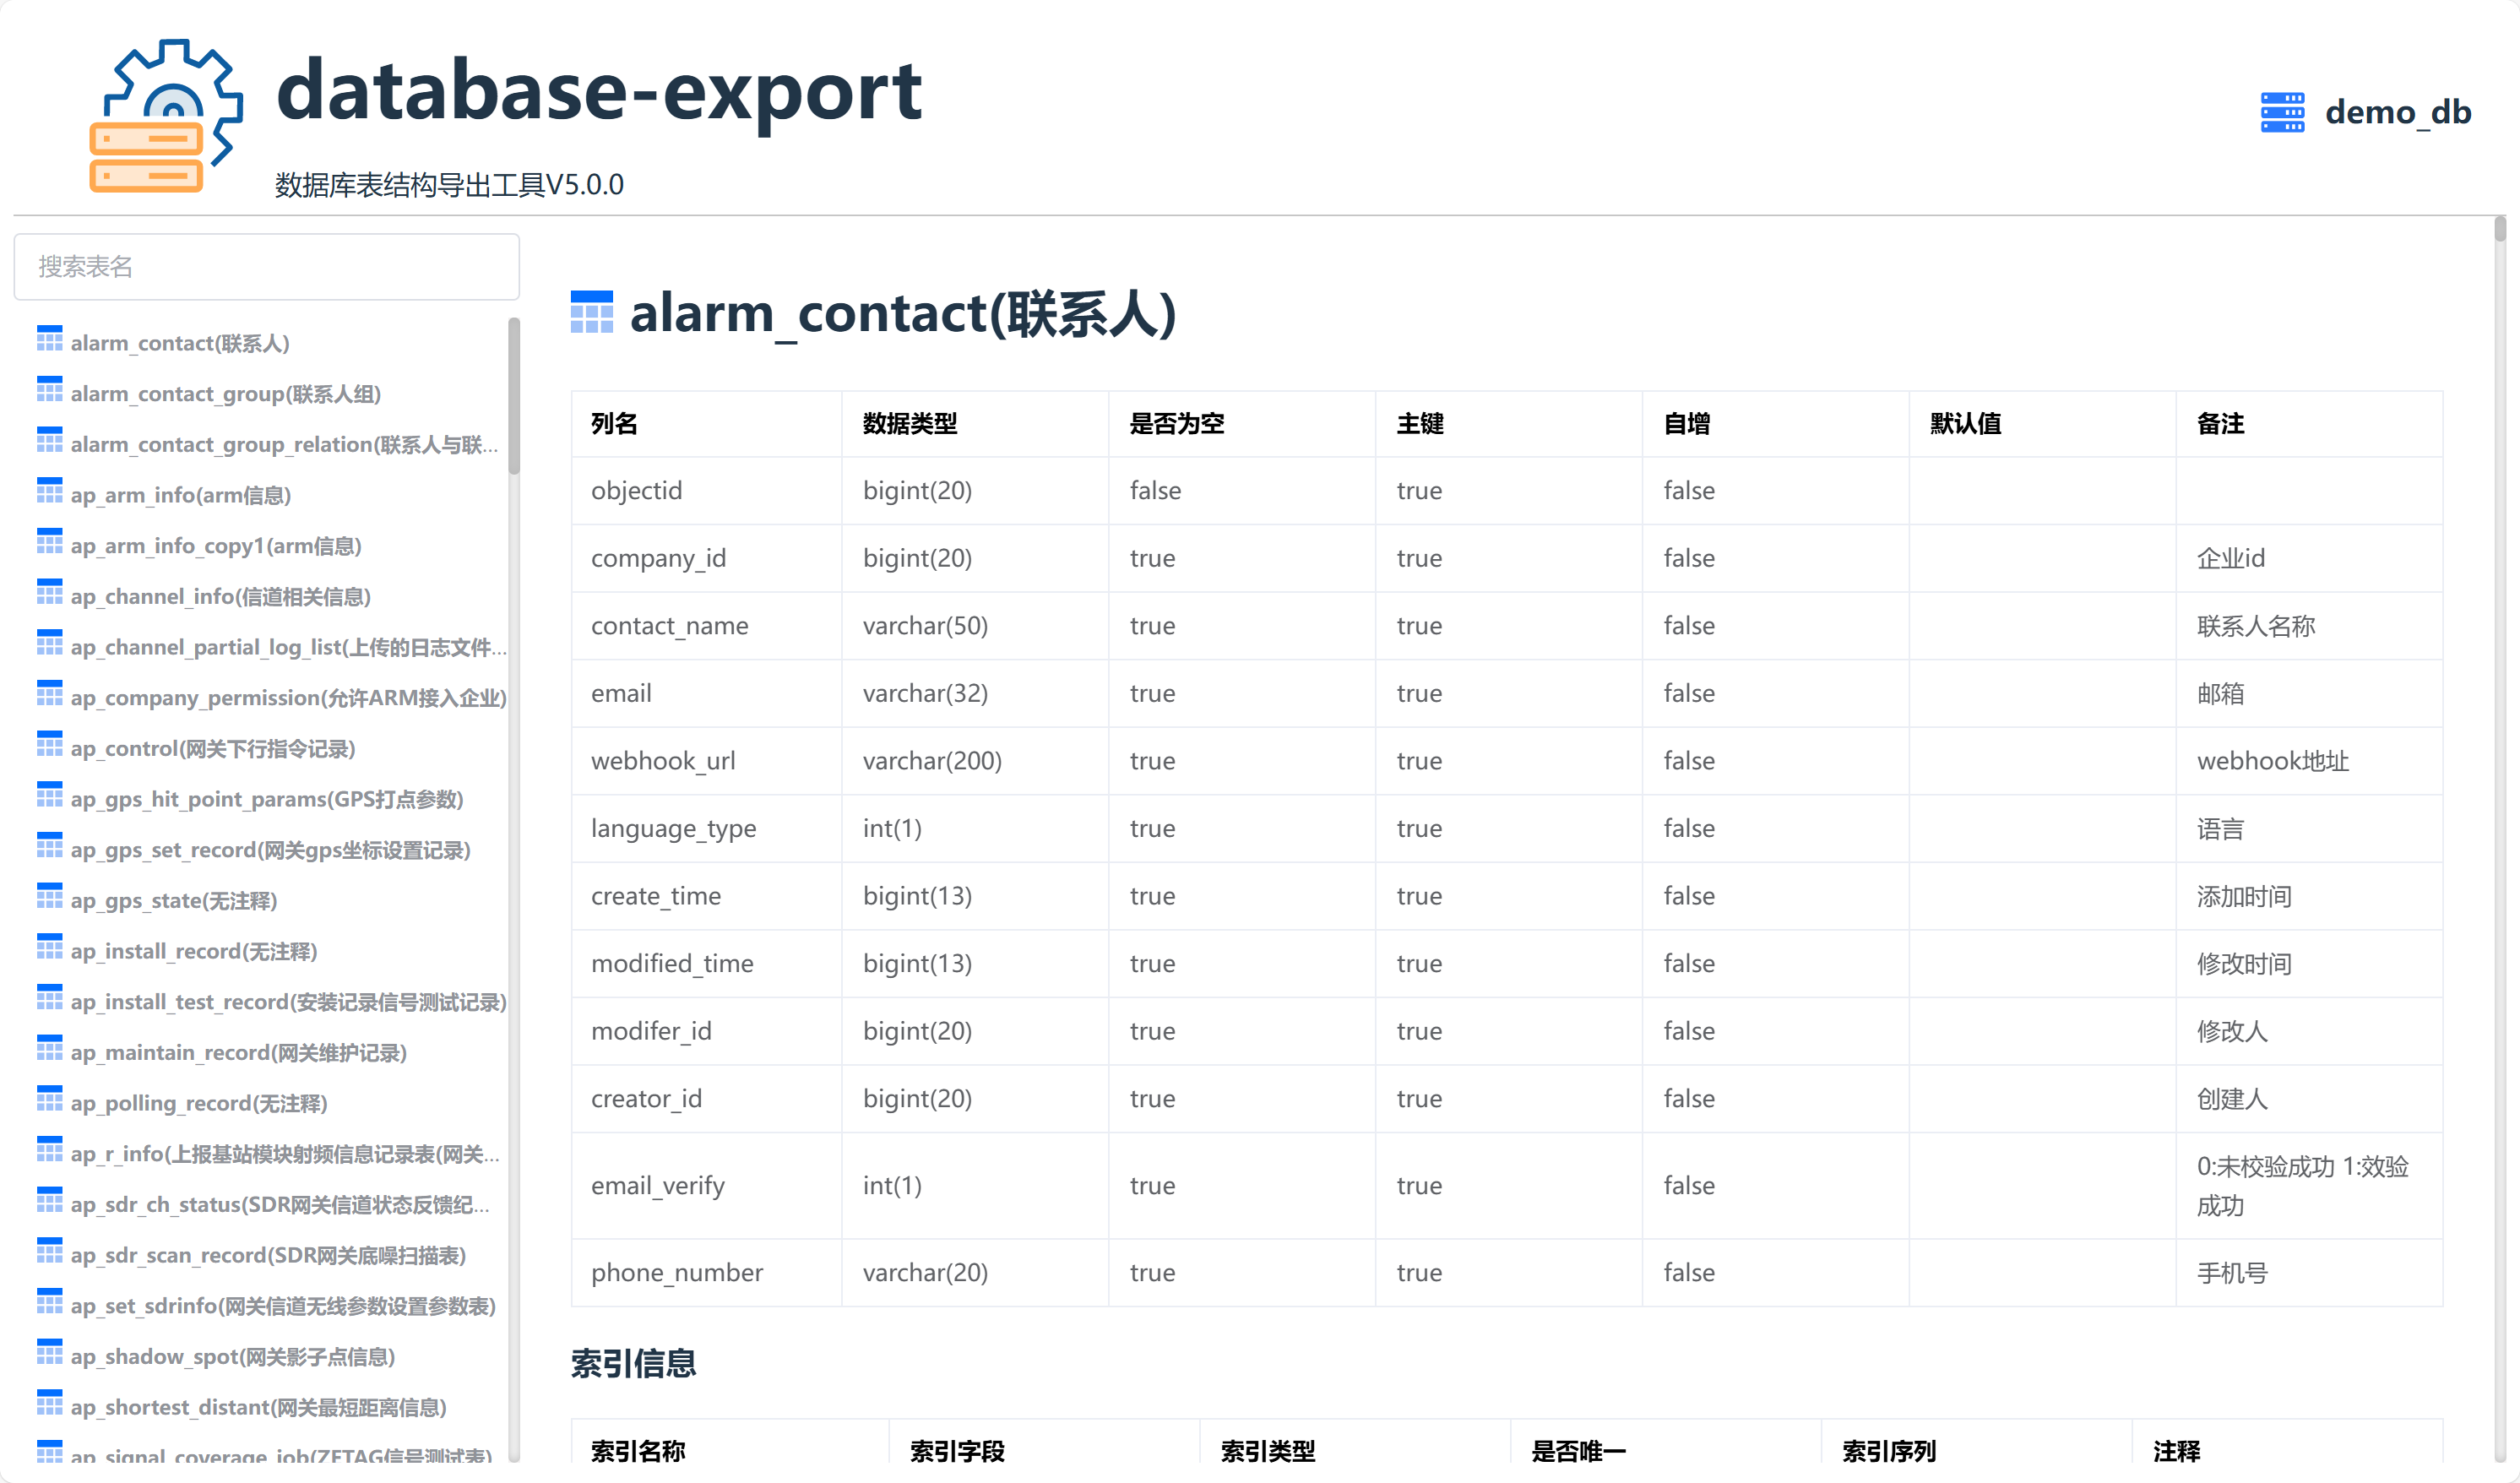 database-export
数据库表结构导出工具V5.0.0
demo_db
搜索表名
alarm_contact(联系人)
alarm_contact_group(联系人组)
alarm_contact_group_relation(联系人与联...
ap_arm_info(arm信息)
ap_arm_info_copy1(arm信息)
ap_channel_info(信道相关信息)
ap_channel_partial_log_list(上传的日志文件...
ap_company_permission(允许ARM接入企业)
ap_control(网关下行指令记录)
ap_gps_hit_point_params(GPS打点参数)
ap_gps_set_record(网关gps坐标设置记录)
ap_gps_state(无注释)
ap_install_record(无注释)
ap_install_test_record(安装记录信号测试记录)
ap_maintain_record(网关维护记录)
ap_polling_record(无注释)
ap_r_info(上报基站模块射频信息记录表(网关...
ap_sdr_ch_status(SDR网关信道状态反馈纪...
ap_sdr_scan_record(SDR网关底噪扫描表)
ap_set_sdrinfo(网关信道无线参数设置参数表)
ap_shadow_spot(网关影子点信息)
ap_shortest_distant(网关最短距离信息)
ap_signal_coverage_job(ZETAG信号测试表)
alarm_contact(联系人)
列名 数据类型 是否为空 主键 自增 默认值 备注
objectid bigint(20) false true false
company_id bigint(20) true true false 企业id
contact_name varchar(50) true true false 联系人名称
email varchar(32) true true false 邮箱
webhook_url varchar(200) true true false webhook地址
language_type int(1) true true false 语言
create_time bigint(13) true true false 添加时间
modified_time bigint(13) true true false 修改时间
modifer_id bigint(20) true true false 修改人
creator_id bigint(20) true true false 创建人
email_verify int(1) true true false 0:未校验成功 1:效验
成功
phone_number varchar(20) true true false 手机号
索引信息
索引名称 索引字段 索引类型 是否唯一 索引序列 注释